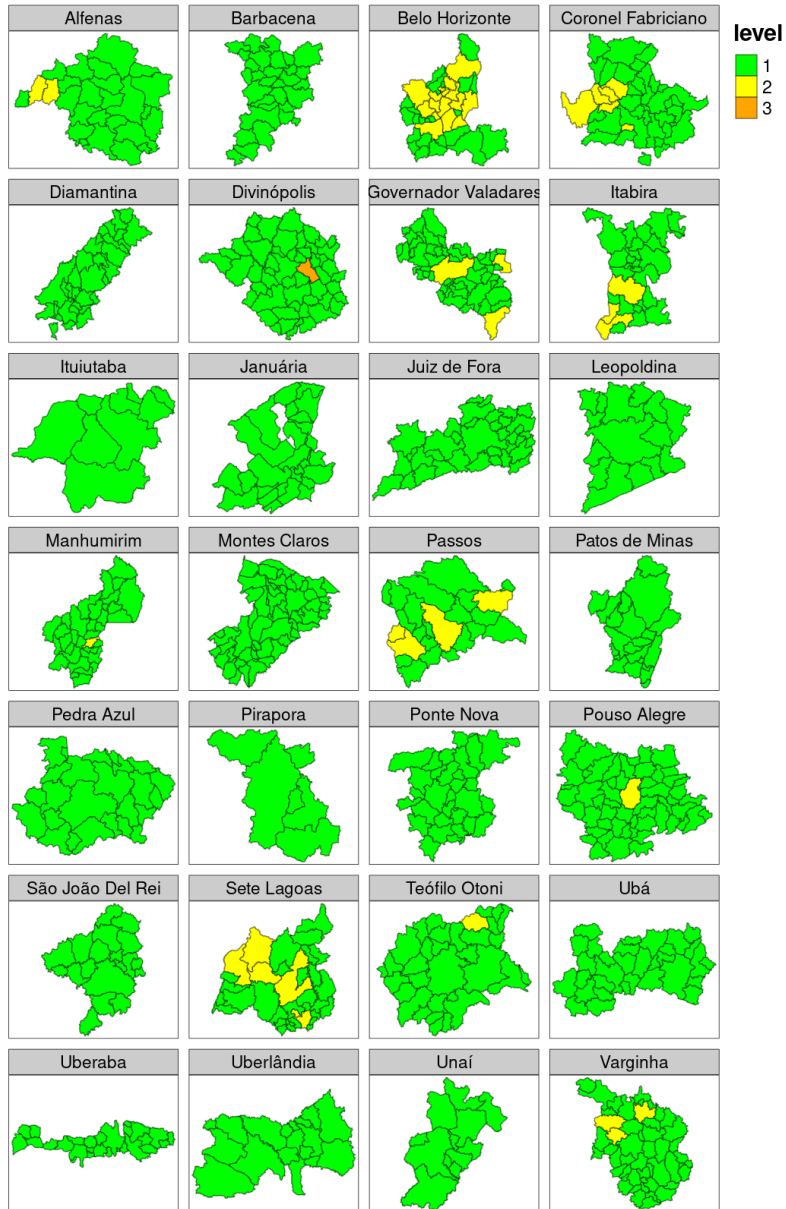 Alfenas
Barbacena
Belo Horizonte
Coronel Fabriciano
level
1
2
3
Diamantina
Divinópolis
Governador Valadares
Itabira
Ituiutaba
Januária
Juiz de Fora
Leopoldina
Manhumirim
Montes Claros
Passos
Patos de Minas
Pedra Azul
Pirapora
Ponte Nova
Pouso Alegre
São João Del Rei
Sete Lagoas
Teófilo Otoni
Ubá
Uberaba
Uberlândia
Unaí
Varginha